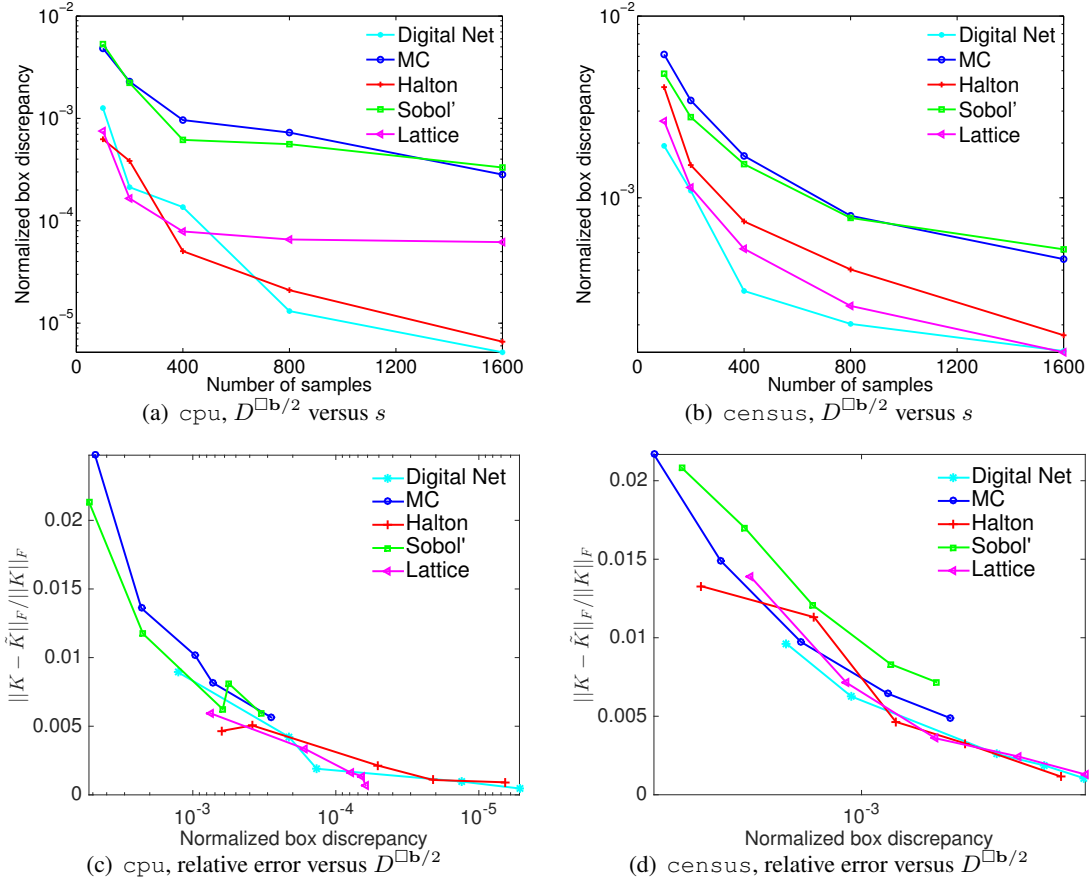 10^-2
10^-3
10^-4
10^-5
Normalized box discrepancy
Digital Net
MC
Halton
Sobol'
Lattice
0 400 800 1200 1600
Number of samples
(a) cpu, D^{□b/2} versus s
10^-2
10^-3
Normalized box discrepancy
Digital Net
MC
Halton
Sobol'
Lattice
0 400 800 1200 1600
Number of samples
(b) census, D^{□b/2} versus s
0.02
0.015
0.01
0.005
0
||K − K̃||_F/||K||_F
Digital Net
MC
Halton
Sobol'
Lattice
10^-3 10^-4 10^-5
Normalized box discrepancy
(c) cpu, relative error versus D^{□b/2}
0.02
0.015
0.01
0.005
0
||K − K̃||_F/||K||_F
Digital Net
MC
Halton
Sobol'
Lattice
10^-3
Normalized box discrepancy
(d) census, relative error versus D^{□b/2}